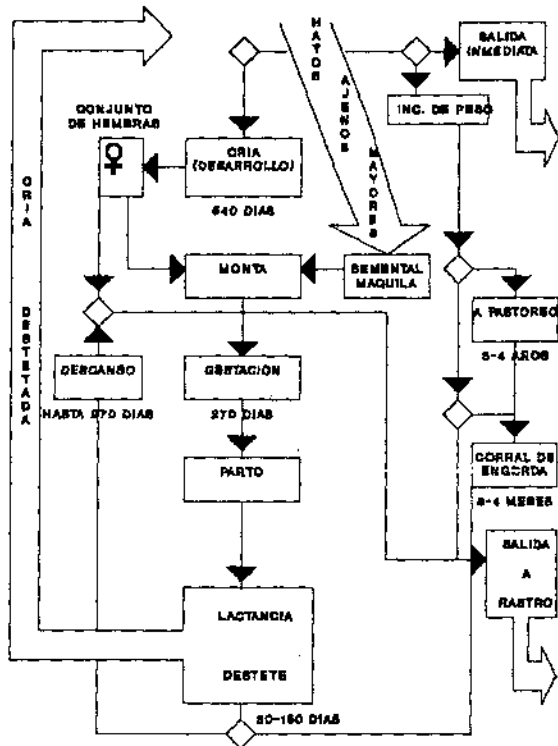 HATOS
AJENOS
MAYORES
SALIDA
INMEDIATA
INC. DE PESO
CONJUNTO
DE HEMBRAS
CRIA
(DESARROLLO)
540 DIAS
CRIA
DESTETADA
MONTA
SEMENTAL
MAQUILA
A PASTOREO
3-4 AÑOS
DESCANSO
HASTA 270 DIAS
GESTACION
270 DIAS
PARTO
CORRAL DE
ENGORDA
3-4 MESES
SALIDA
A
RASTRO
LACTANCIA
DESTETE
DIAS